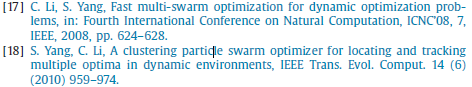 [17] C. Li, S. Yang, Fast multi-swarm optimization for dynamic optimization prob-
lems, in: Fourth International Conference on Natural Computation, ICNC'08, 7,
IEEE, 2008, pp. 624–628.
[18] S. Yang, C. Li, A clustering particle swarm optimizer for locating and tracking
multiple optima in dynamic environments, IEEE Trans. Evol. Comput. 14 (6)
(2010) 959–974.